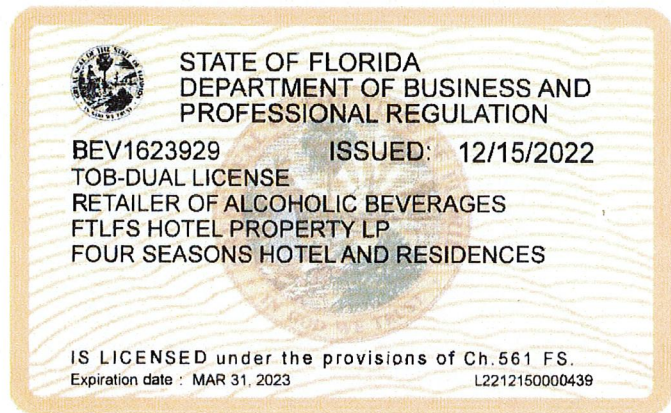 STATE OF FLORIDA
DEPARTMENT OF BUSINESS AND
PROFESSIONAL REGULATION
BEV1623929 ISSUED: 12/15/2022
TOB-DUAL LICENSE
RETAILER OF ALCOHOLIC BEVERAGES
FTLFS HOTEL PROPERTY LP
FOUR SEASONS HOTEL AND RESIDENCES
IS LICENSED under the provisions of Ch.561 FS.
Expiration date : MAR 31, 2023 L2212150000439